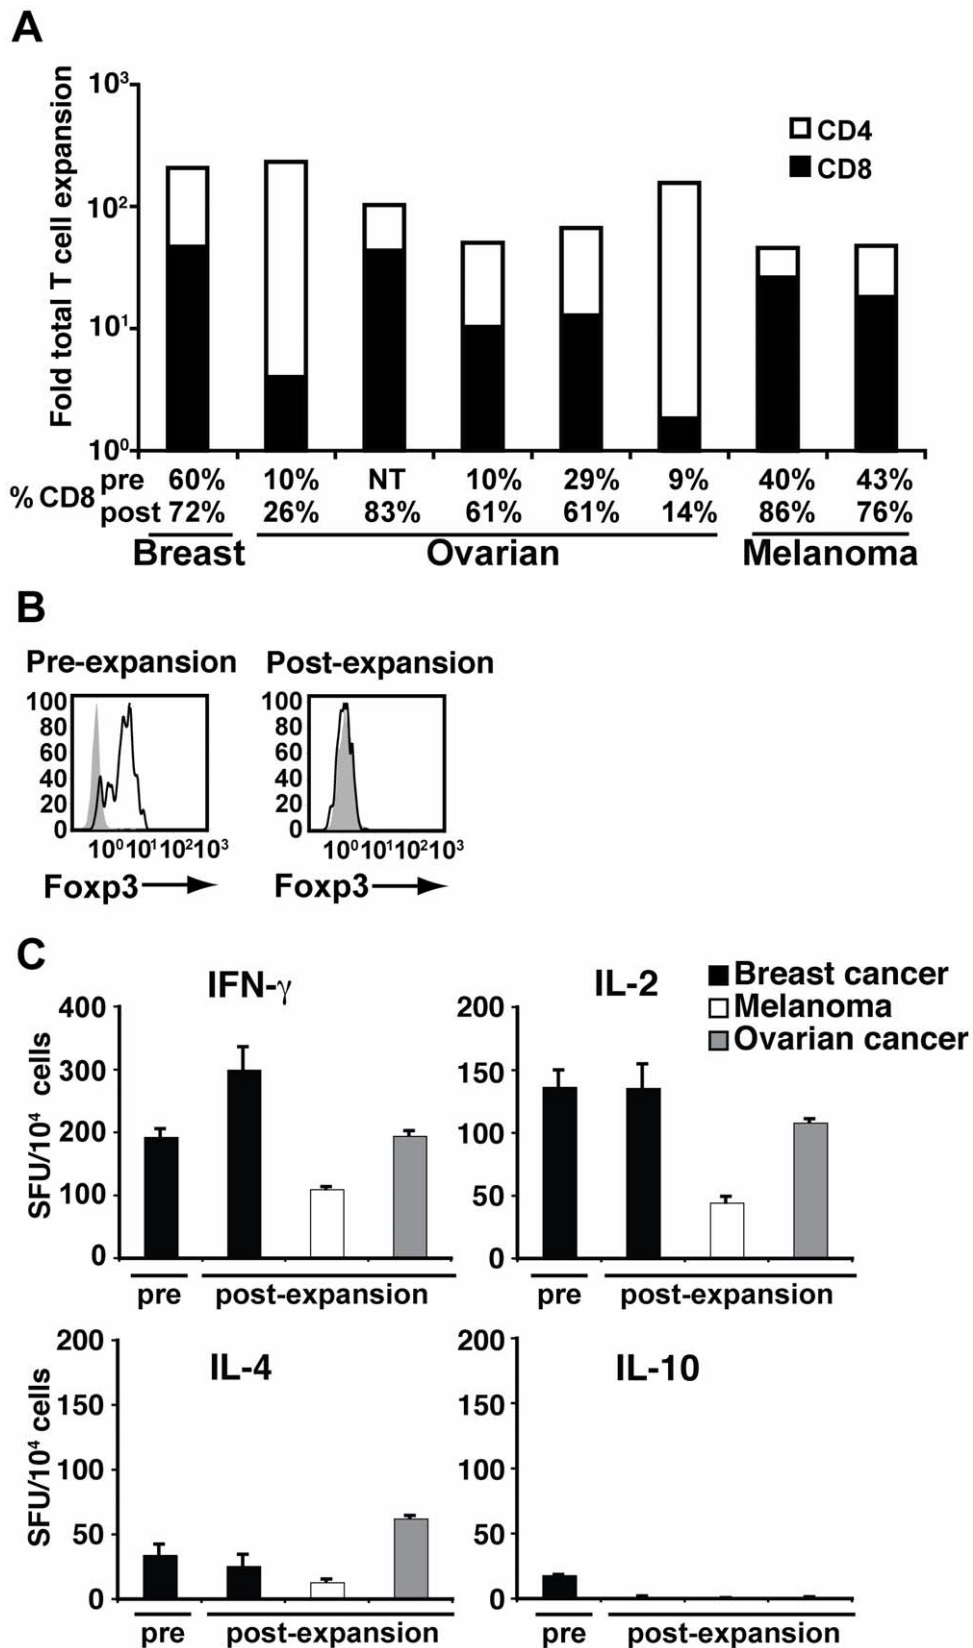 A
Fold total T cell expansion
10³
10²
10¹
10⁰
CD4
CD8
% CD8
pre 60% 10% NT 10% 29% 9% 40% 43%
post 72% 26% 83% 61% 61% 14% 86% 76%
Breast Ovarian Melanoma
B
Pre-expansion Post-expansion
100 100
80 80
60 60
40 40
20 20
0 0
10⁰10¹10²10³ 10⁰10¹10²10³
Foxp3 Foxp3
C
IFN-γ
SFU/10⁴ cells
400
300
200
100
0
pre post-expansion
IL-2
200
150
100
50
0
pre post-expansion
Breast cancer
Melanoma
Ovarian cancer
IL-4
SFU/10⁴ cells
200
150
100
50
0
pre post-expansion
IL-10
200
150
100
50
0
pre post-expansion